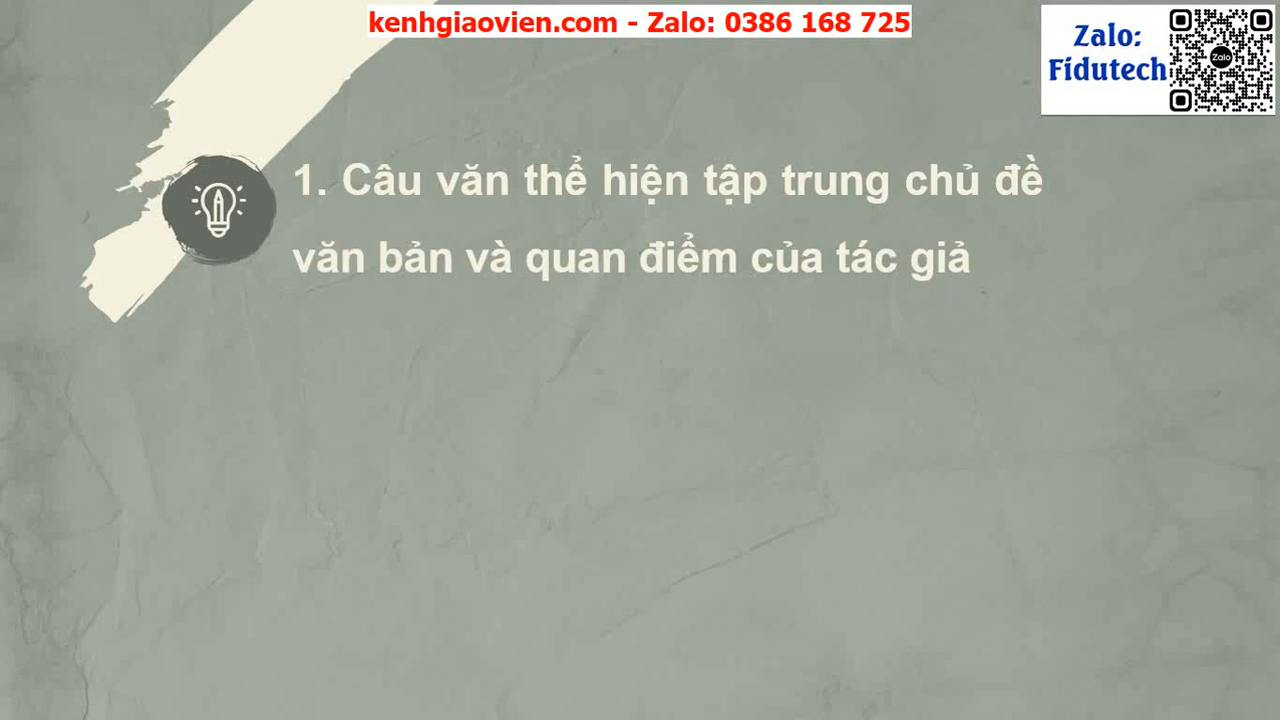 kenhgiaovien.com - Zalo: 0386 168 725
Zalo:
Fidutech
Zalo
1. Câu văn thể hiện tập trung chủ đề
văn bản và quan điểm của tác giả